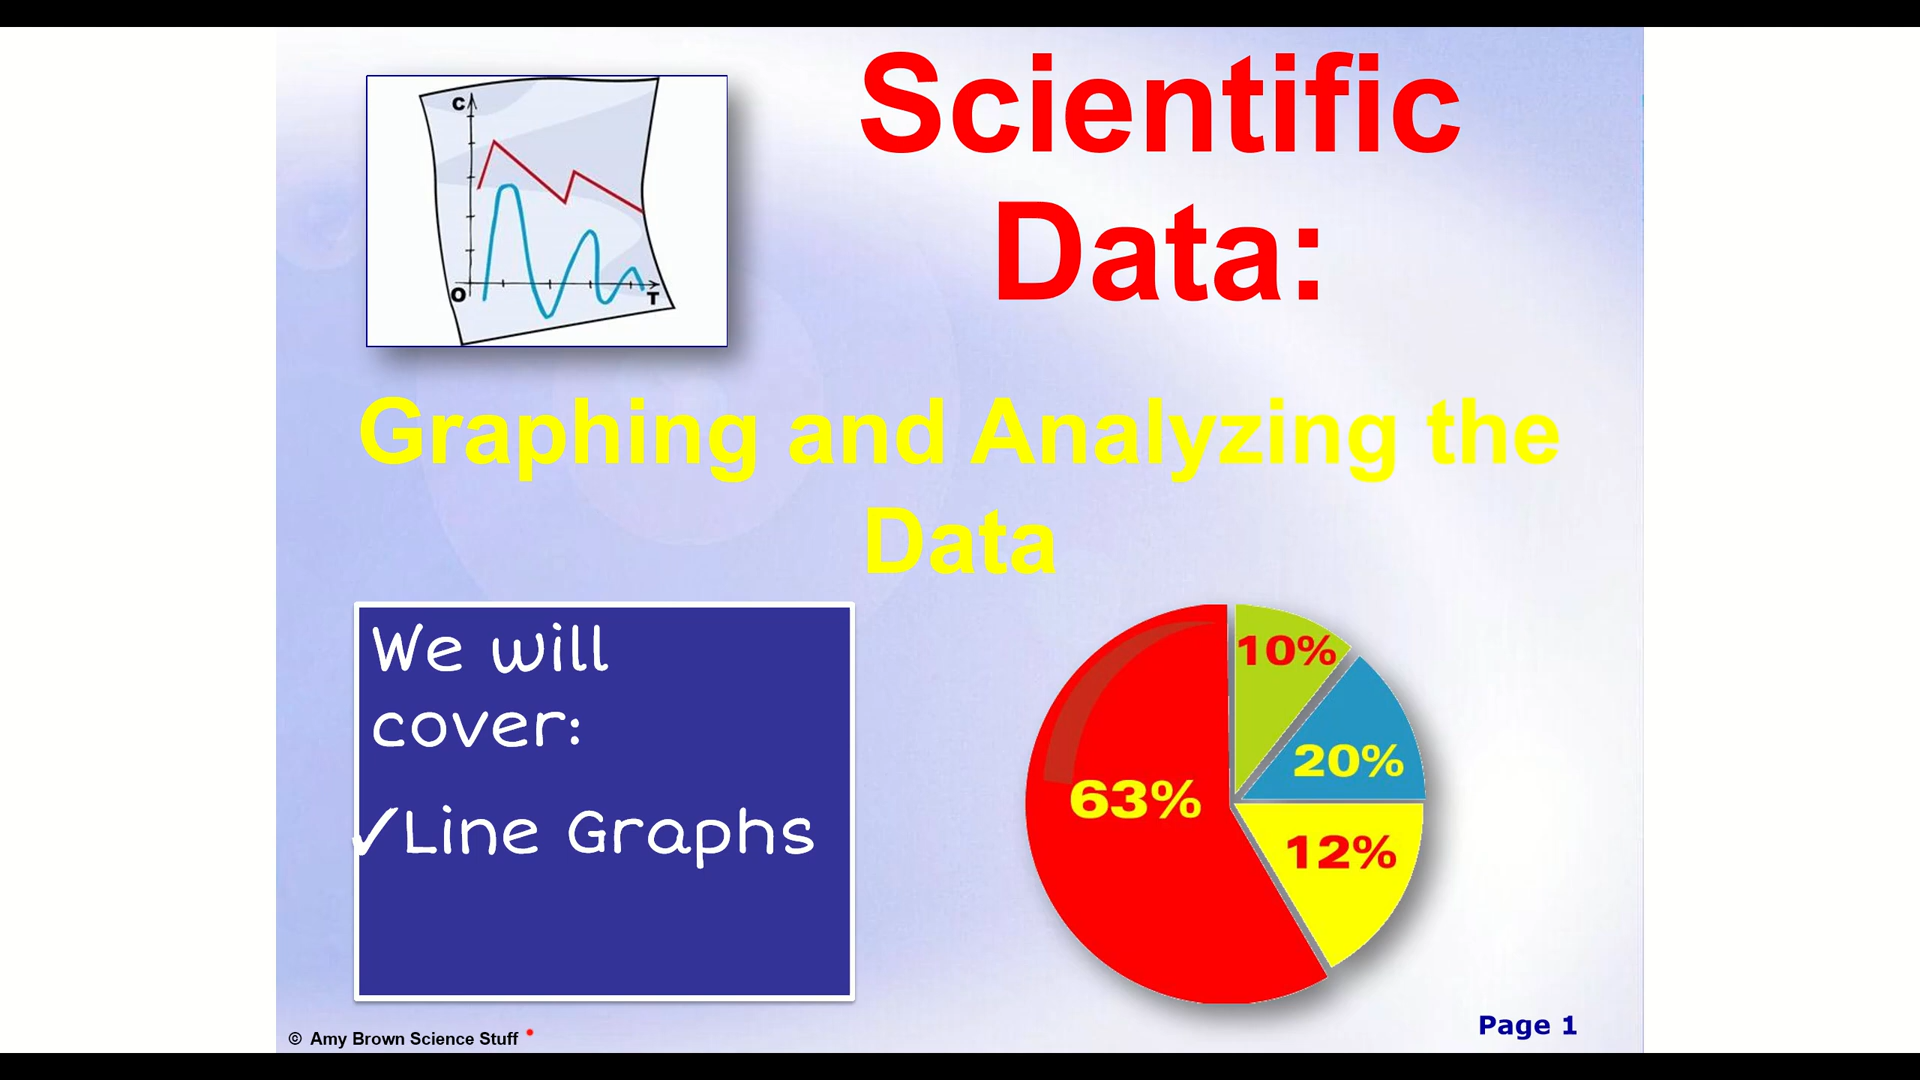 Scientific
Data:
C
O
T
Graphing and Analyzing the
Data
We will
cover:
✓Line Graphs
10%
20%
63%
12%
Page 1
© Amy Brown Science Stuff